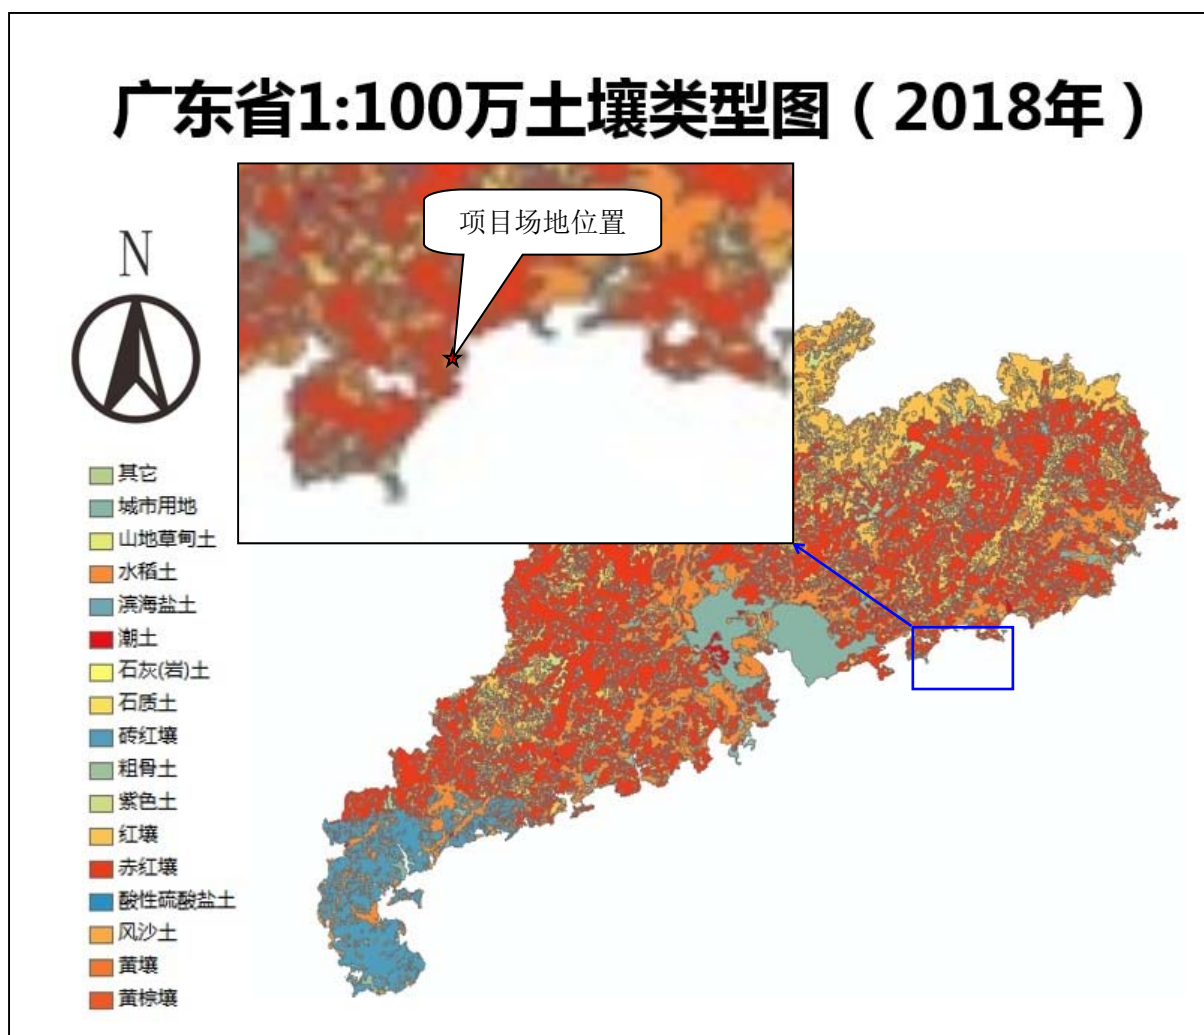 广东省1:100万土壤类型图（2018年）
项目场地位置
N
其它
城市用地
山地草甸土
水稻土
滨海盐土
潮土
石灰(岩)土
石质土
砖红壤
粗骨土
紫色土
红壤
赤红壤
酸性硫酸盐土
风沙土
黄壤
黄棕壤